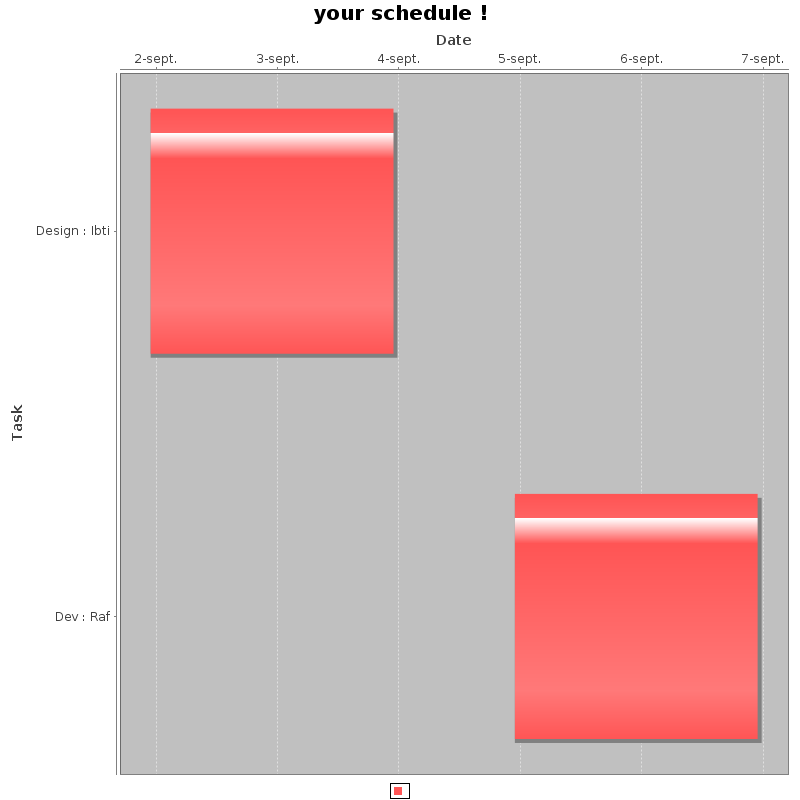 your schedule !
Date
2-sept. 3-sept. 4-sept. 5-sept. 6-sept. 7-sept.
Design : Ibti
Task
Dev : Raf